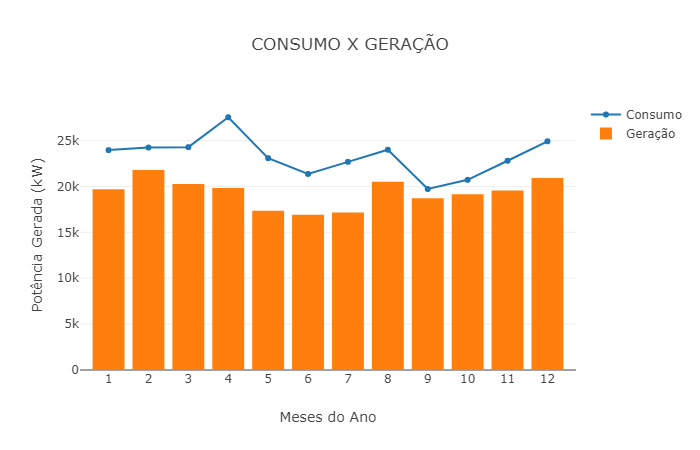 CONSUMO X GERAÇÃO
Consumo
Geração
Potência Gerada (kW)
25k
20k
15k
10k
5k
0
1 2 3 4 5 6 7 8 9 10 11 12
Meses do Ano